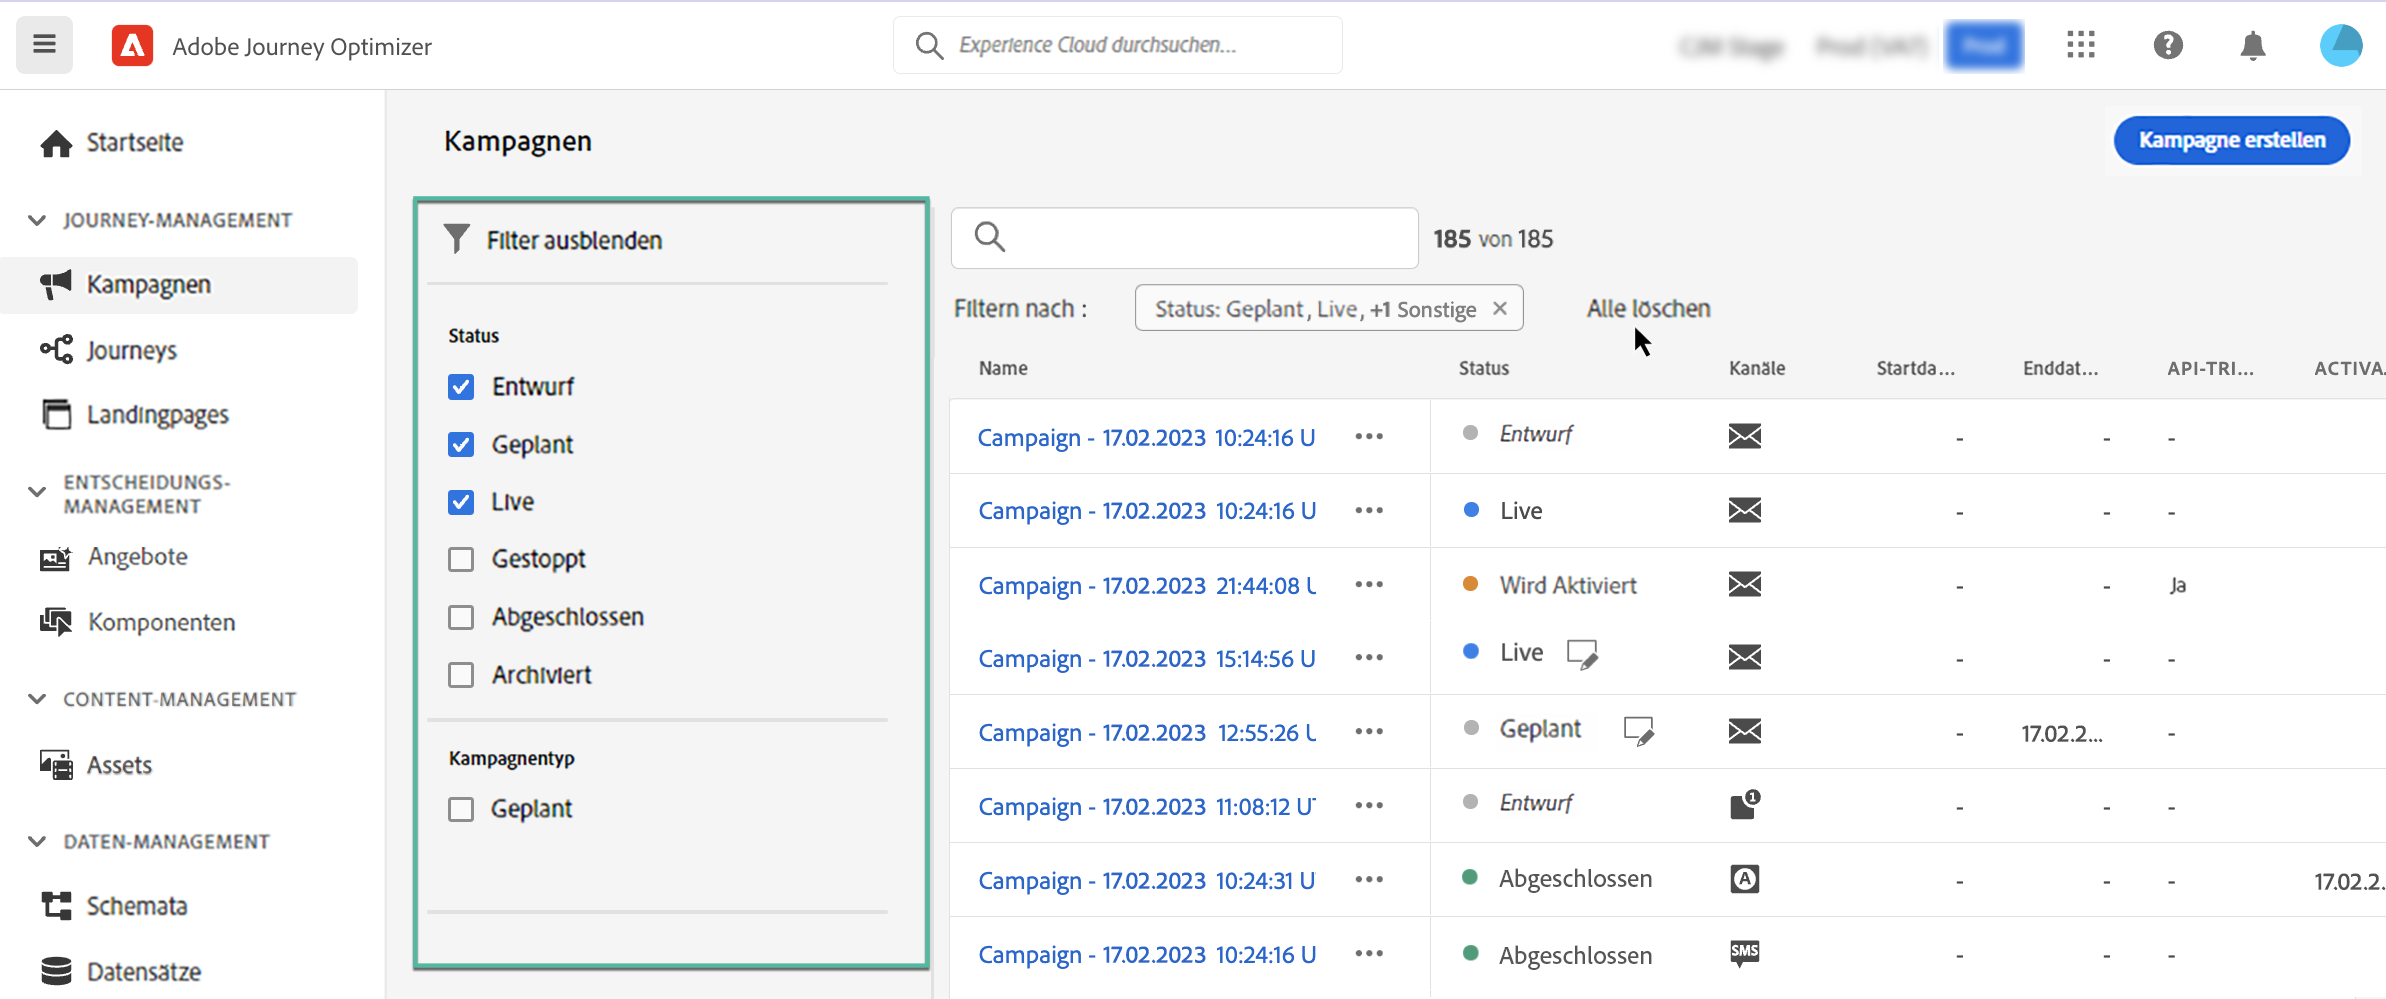 Adobe Journey Optimizer
Experience Cloud durchsuchen...
Startseite
JOURNEY-MANAGEMENT
Kampagnen
Journeys
Landingpages
ENTSCHEIDUNGS-
MANAGEMENT
Angebote
Komponenten
CONTENT-MANAGEMENT
Assets
DATEN-MANAGEMENT
Schemata
Datensätze
Kampagnen
Kampagne erstellen
Filter ausblenden
Status
Entwurf
Geplant
Live
Gestoppt
Abgeschlossen
Archiviert
Kampagnentyp
Geplant
185 von 185
Filtern nach :
Status: Geplant, Live, +1 Sonstige
Alle löschen
Name Status Kanäle Startda... Enddat... API-TRI... ACTIVA.
Campaign - 17.02.2023 10:24:16 U ••• Entwurf - - -
Campaign - 17.02.2023 10:24:16 U ••• Live - - -
Campaign - 17.02.2023 21:44:08 ••• Wird Aktiviert - - Ja
Campaign - 17.02.2023 15:14:56 U ••• Live - - -
Campaign - 17.02.2023 12:55:26 ••• Geplant - 17.02.2... -
Campaign - 17.02.2023 11:08:12 U ••• Entwurf 1 - - -
Campaign - 17.02.2023 10:24:31 U ••• Abgeschlossen A - - - 17.02.2.
Campaign - 17.02.2023 10:24:16 U ••• Abgeschlossen SMS - - -